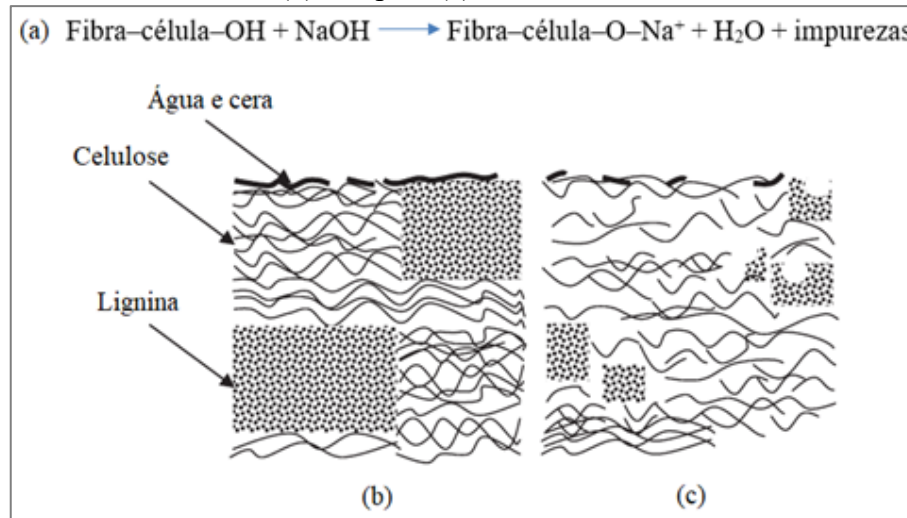 (a) Fibra–célula–OH + NaOH ⟶ Fibra–célula–O–Na⁺ + H₂O + impurezas
Água e cera
Celulose
Lignina
(b)
(c)